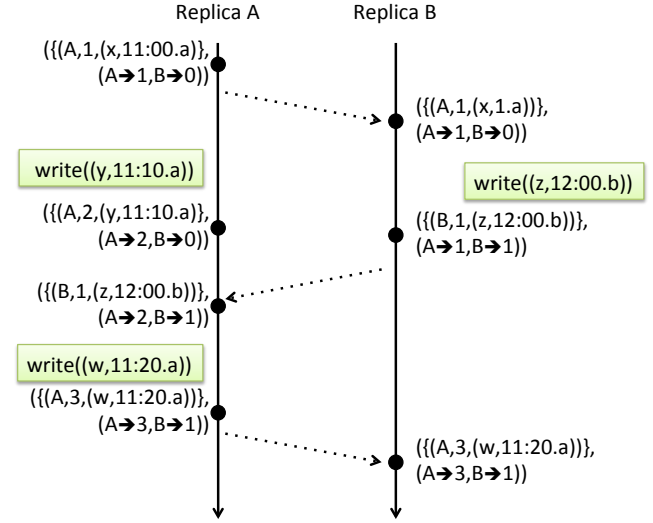 Replica A
Replica B
({(A,1,(x,11:00.a)},
(A➔1,B➔0))
({(A,1,(x,1.a))},
(A➔1,B➔0))
write((y,11:10.a))
write((z,12:00.b))
({(A,2,(y,11:10.a)},
(A➔2,B➔0))
({(B,1,(z,12:00.b))},
(A➔1,B➔1))
({(B,1,(z,12:00.b))},
(A➔2,B➔1))
write((w,11:20.a))
({(A,3,(w,11:20.a))},
(A➔3,B➔1))
({(A,3,(w,11:20.a))},
(A➔3,B➔1))